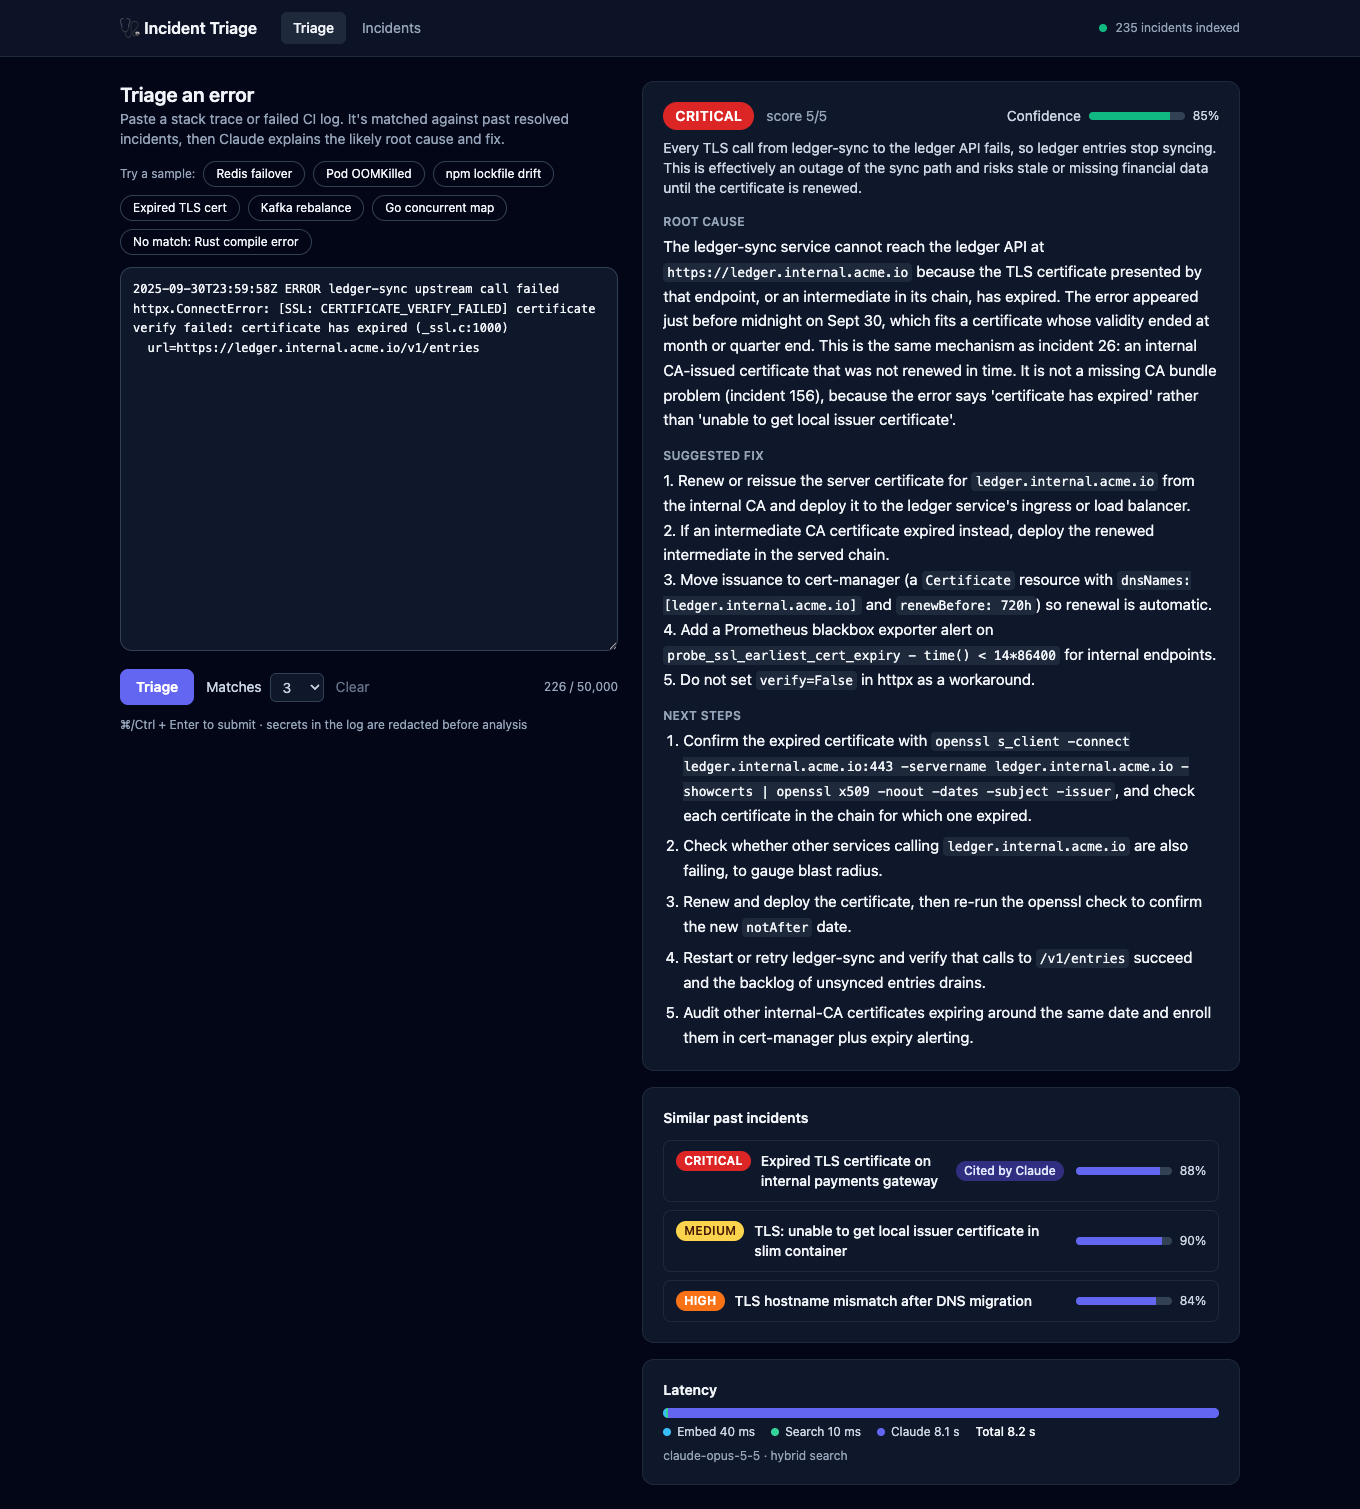 Incident Triage
Triage
Incidents
235 incidents indexed
Triage an error
Paste a stack trace or failed CI log. It's matched against past resolved
incidents, then Claude explains the likely root cause and fix.
Try a sample:
Redis failover
Pod OOMKilled
npm lockfile drift
Expired TLS cert
Kafka rebalance
Go concurrent map
No match: Rust compile error
2025-09-30T23:59:58Z ERROR ledger-sync upstream call failed
httpx.ConnectError: [SSL: CERTIFICATE_VERIFY_FAILED] certificate
verify failed: certificate has expired (_ssl.c:1000)
url=https://ledger.internal.acme.io/v1/entries
Triage
Matches
3
Clear
226 / 50,000
⌘/Ctrl + Enter to submit · secrets in the log are redacted before analysis
CRITICAL
score 5/5
Confidence
85%
Every TLS call from ledger-sync to the ledger API fails, so ledger entries stop syncing.
This is effectively an outage of the sync path and risks stale or missing financial data
until the certificate is renewed.
ROOT CAUSE
The ledger-sync service cannot reach the ledger API at
https://ledger.internal.acme.io because the TLS certificate presented by
that endpoint, or an intermediate in its chain, has expired. The error appeared
just before midnight on Sept 30, which fits a certificate whose validity ended at
month or quarter end. This is the same mechanism as incident 26: an internal
CA-issued certificate that was not renewed in time. It is not a missing CA bundle
problem (incident 156), because the error says 'certificate has expired' rather
than 'unable to get local issuer certificate'.
SUGGESTED FIX
1. Renew or reissue the server certificate for ledger.internal.acme.io from
the internal CA and deploy it to the ledger service's ingress or load balancer.
2. If an intermediate CA certificate expired instead, deploy the renewed
intermediate in the served chain.
3. Move issuance to cert-manager (a Certificate resource with dnsNames:
[ledger.internal.acme.io] and renewBefore: 720h) so renewal is automatic.
4. Add a Prometheus blackbox exporter alert on
probe_ssl_earliest_cert_expiry - time() < 14*86400 for internal endpoints.
5. Do not set verify=False in httpx as a workaround.
NEXT STEPS
1. Confirm the expired certificate with openssl s_client -connect
ledger.internal.acme.io:443 -servername ledger.internal.acme.io -
showcerts | openssl x509 -noout -dates -subject -issuer, and check
each certificate in the chain for which one expired.
2. Check whether other services calling ledger.internal.acme.io are also
failing, to gauge blast radius.
3. Renew and deploy the certificate, then re-run the openssl check to confirm
the new notAfter date.
4. Restart or retry ledger-sync and verify that calls to /v1/entries succeed
and the backlog of unsynced entries drains.
5. Audit other internal-CA certificates expiring around the same date and enroll
them in cert-manager plus expiry alerting.
Similar past incidents
CRITICAL
Expired TLS certificate on
internal payments gateway
Cited by Claude
88%
MEDIUM
TLS: unable to get local issuer certificate in
slim container
90%
HIGH
TLS hostname mismatch after DNS migration
84%
Latency
Embed 40 ms
Search 10 ms
Claude 8.1 s
Total 8.2 s
claude-opus-5-5 · hybrid search